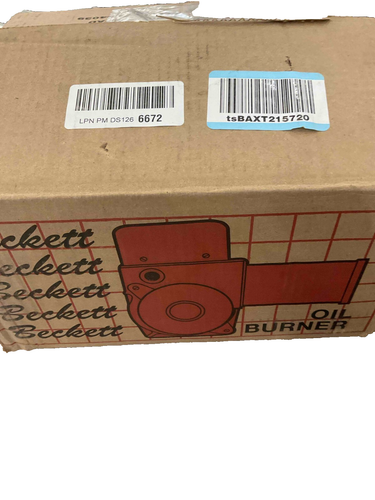 LPN PM DS126 6672
tsBAXT215720
Beckett
Beckett
Beckett
Beckett
Beckett
OIL
BURNER